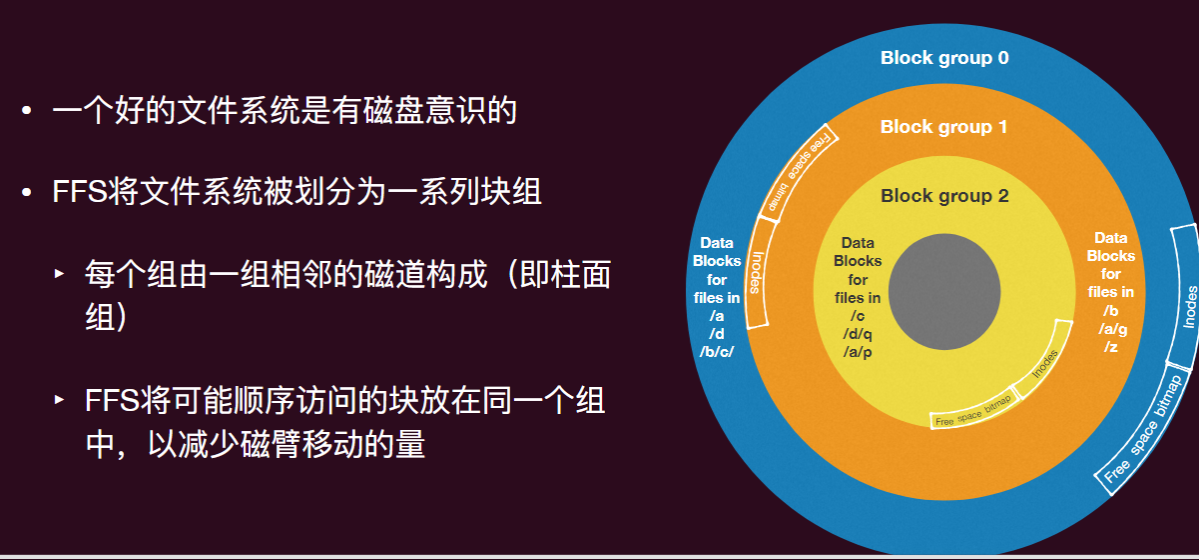 • 一个好的文件系统是有磁盘意识的
• FFS将文件系统被划分为一系列块组
▸ 每个组由一组相邻的磁道构成（即柱面
组）
▸ FFS将可能顺序访问的块放在同一个组
中，以减少磁臂移动的量
Block group 0
Block group 1
Block group 2
Free space bitmap
Inodes
Data
Blocks
for
files in
/a
/d
/b/c/
Data
Blocks
for
files in
/c
/d/q
/a/p
Data
Blocks
for
files in
/b
/a/g
/z
Inodes
Free space bitmap
Inodes
Free space bitmap